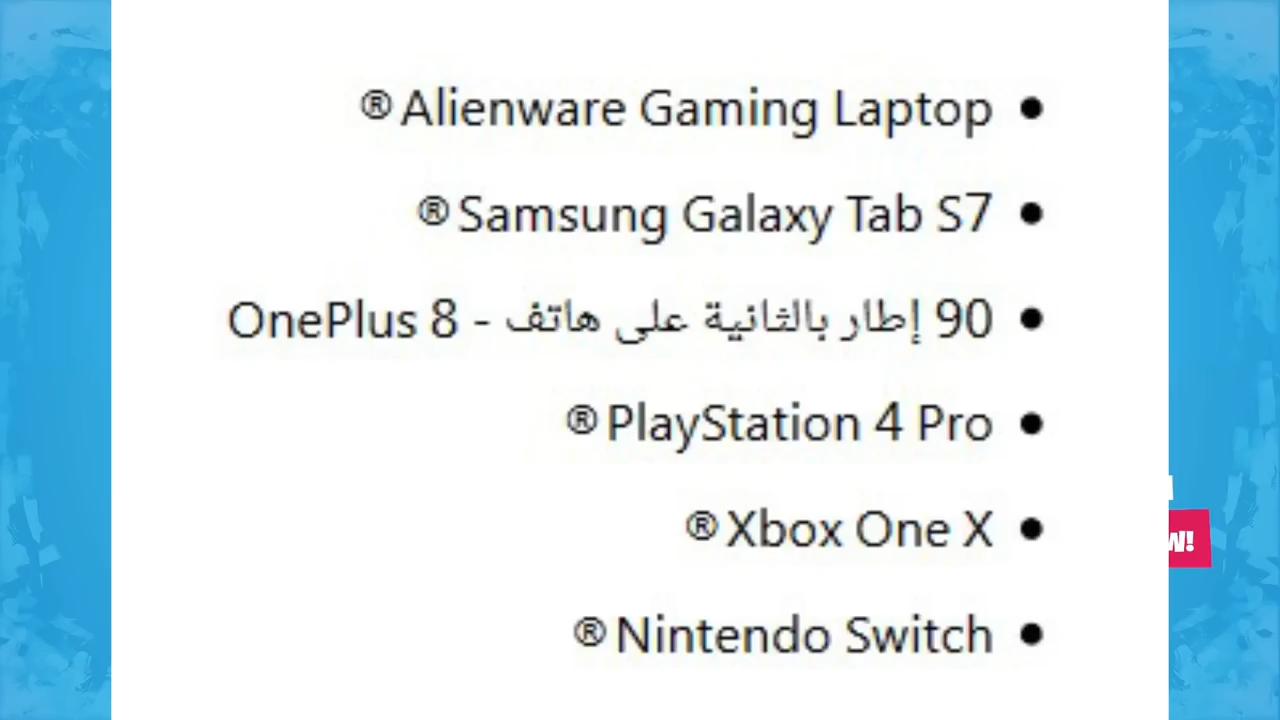 • Alienware Gaming Laptop®
• Samsung Galaxy Tab S7®
• 90 إطار بالثانية على هاتف - OnePlus 8
• PlayStation 4 Pro®
• Xbox One X®
• Nintendo Switch®
W!